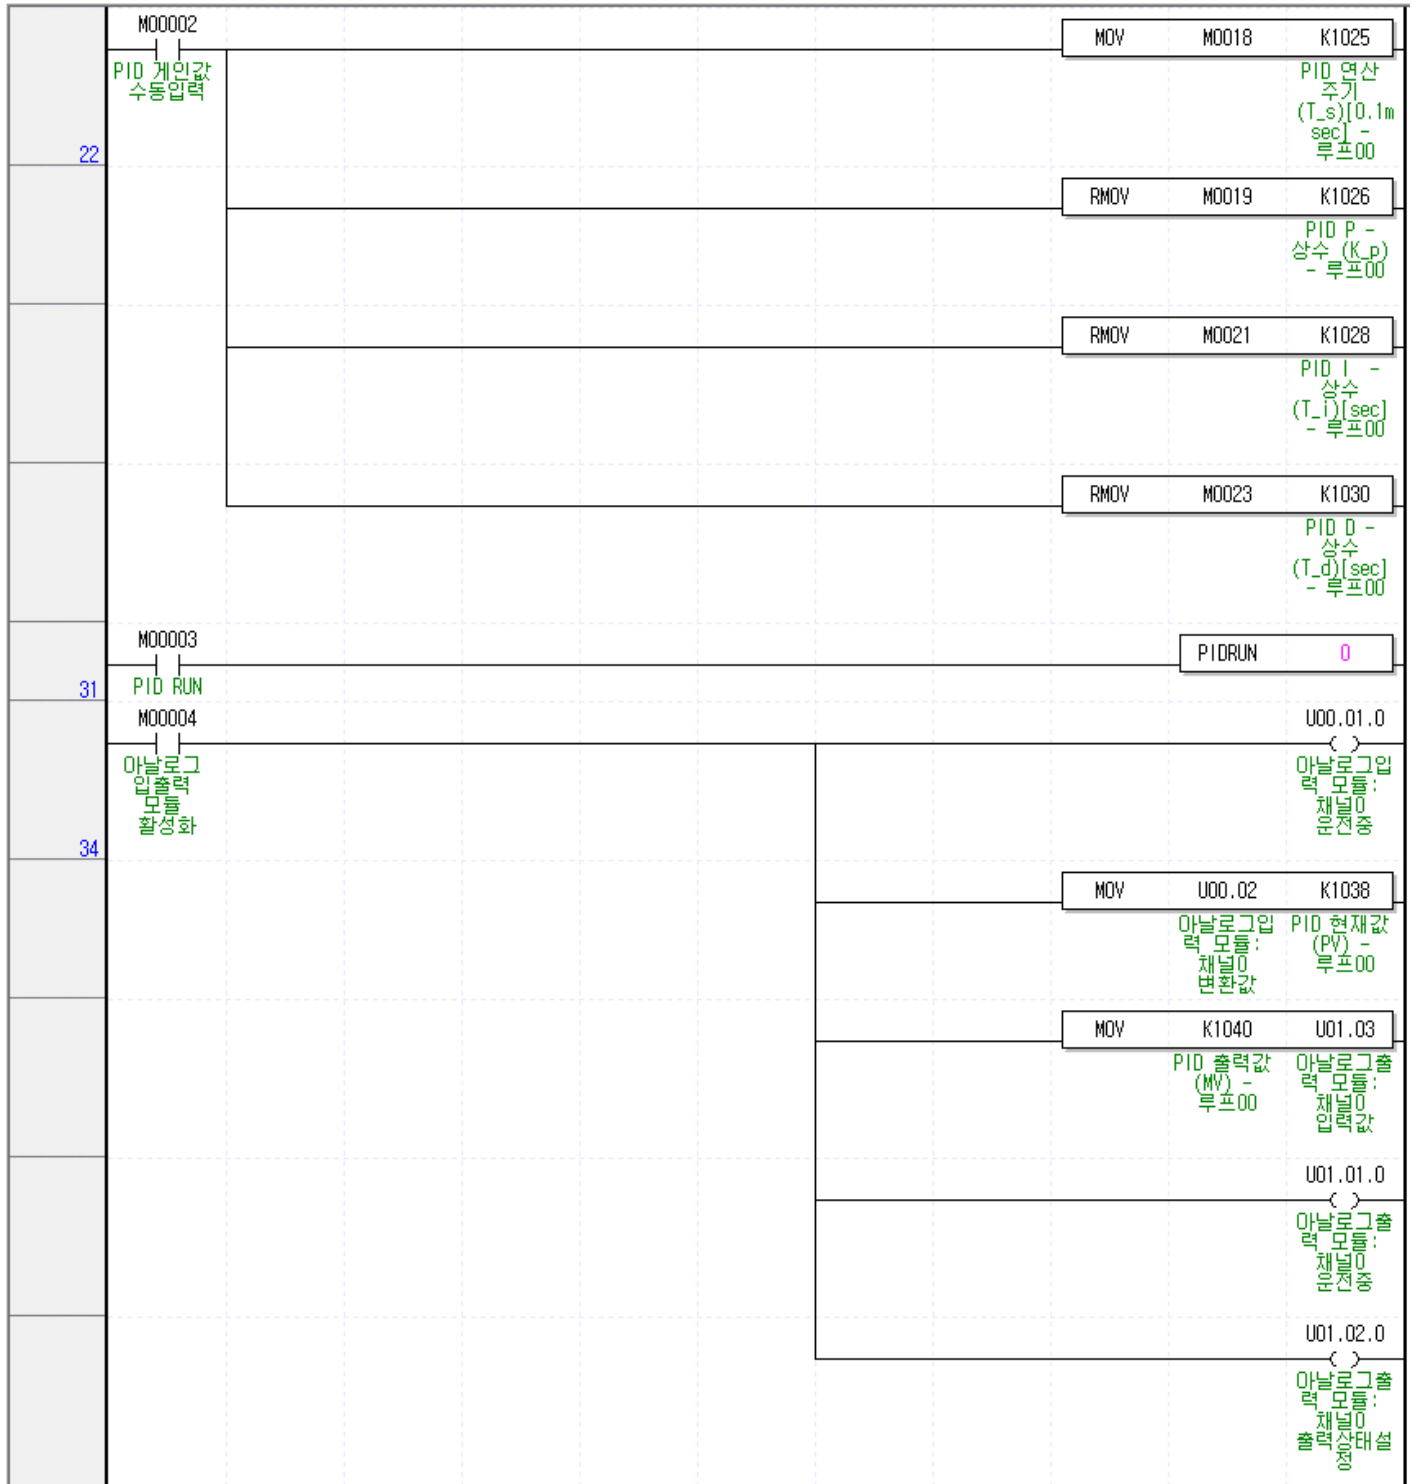 M00002
MOV M0018 K1025
PID 게인값
수동입력
PID 연산
주기
(T_s)[0.1m
sec] -
루프00
22
RMOV M0019 K1026
PID P -
상수 (K_p)
- 루프00
RMOV M0021 K1028
PID I -
상수
(T_i)[sec]
- 루프00
RMOV M0023 K1030
PID D -
상수
(T_d)[sec]
- 루프00
M00003
PIDRUN 0
31
PID RUN
M00004
U00.01.0
아날로그
입출력
모듈
활성화
아날로그입
력 모듈:
채널0
운전중
34
MOV U00.02 K1038
아날로그입
력 모듈:
채널0
변환값
PID 현재값
(PV) -
루프00
MOV K1040 U01.03
PID 출력값
(MV) -
루프00
아날로그출
력 모듈:
채널0
입력값
U01.01.0
아날로그출
력 모듈:
채널0
운전중
U01.02.0
아날로그출
력 모듈:
채널0
출력상태설
정